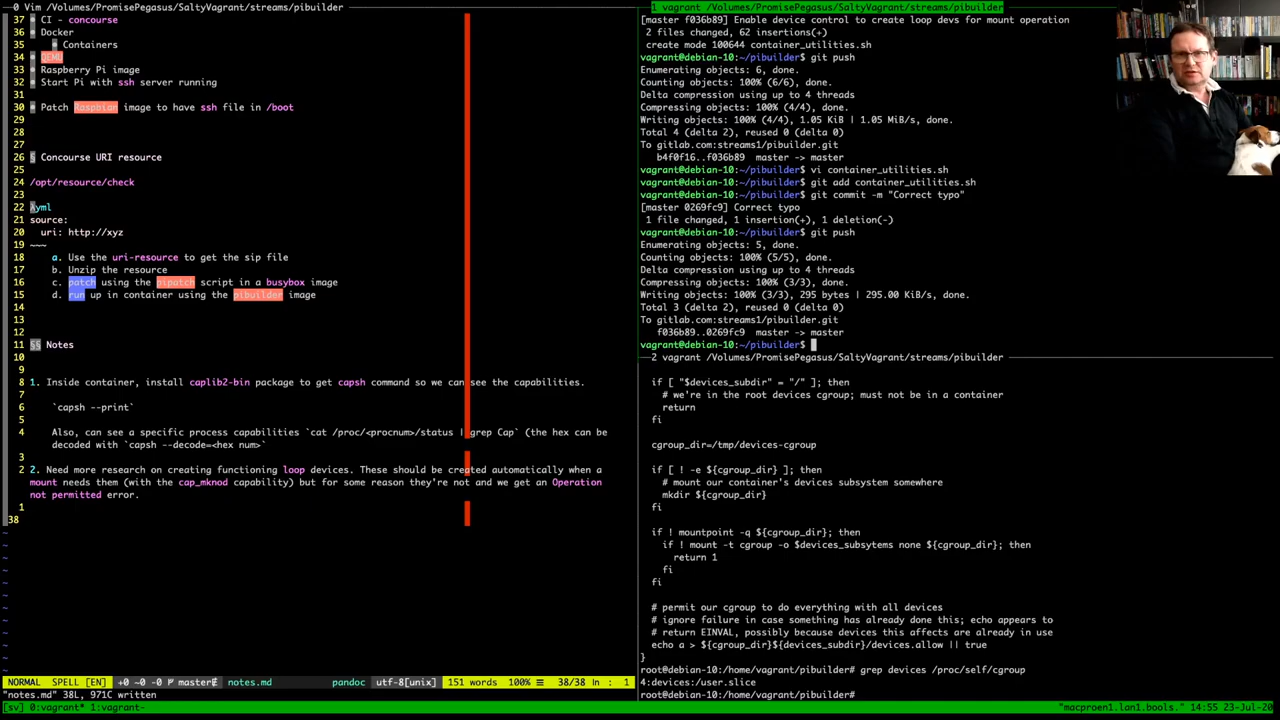 0 Vim /Volumes/PromisePegasus/SaltyVagrant/streams/pibuilder
37 CI - concourse
36 Docker
35 Containers
34 QEMU
33 Raspberry Pi image
32 Start Pi with ssh server running
31
30 Patch Raspbian image to have ssh file in /boot
29
28
27
26 § Concourse URI resource
25
24 /opt/resource/check
23
22 λyml
21 source:
20 uri: http://xyz
19 ~~~
18 a. Use the uri-resource to get the sip file
17 b. Unzip the resource
16 c. patch using the pipatch script in a busybox image
15 d. run up in container using the pibuilder image
14
13
12
11 §§ Notes
10
9
8 1. Inside container, install caplib2-bin package to get capsh command so we can see the capabilities.
7
6 `capsh --print`
5
4 Also, can see a specific process capabilities `cat /proc/<procnum>/status | grep Cap` (the hex can be
decoded with `capsh --decode=<hex num>`
3
2 2. Need more research on creating functioning loop devices. These should be created automatically when a
mount needs them (with the cap_mknod capability) but for some reason they're not and we get an Operation
not permitted error.
1
38
~
~
~
~
~
~
~
~
~
~
~
~
NORMAL SPELL [EN] +0 ~0 -0 master notes.md pandoc utf-8[unix] 151 words 100% ☰ 38/38 ln : 1
"notes.md" 38L, 971C written
1 vagrant /Volumes/PromisePegasus/SaltyVagrant/streams/pibuilder
[master f036b89] Enable device control to create loop devs for mount operation
2 files changed, 62 insertions(+)
create mode 100644 container_utilities.sh
vagrant@debian-10:~/pibuilder$ git push
Enumerating objects: 6, done.
Counting objects: 100% (6/6), done.
Delta compression using up to 4 threads
Compressing objects: 100% (4/4), done.
Writing objects: 100% (4/4), 1.05 KiB | 1.05 MiB/s, done.
Total 4 (delta 2), reused 0 (delta 0)
To gitlab.com:streams1/pibuilder.git
b4f0f16..f036b89 master -> master
vagrant@debian-10:~/pibuilder$ vi container_utilities.sh
vagrant@debian-10:~/pibuilder$ git add container_utilities.sh
vagrant@debian-10:~/pibuilder$ git commit -m "Correct typo"
[master 0269fc9] Correct typo
1 file changed, 1 insertion(+), 1 deletion(-)
vagrant@debian-10:~/pibuilder$ git push
Enumerating objects: 5, done.
Counting objects: 100% (5/5), done.
Delta compression using up to 4 threads
Compressing objects: 100% (3/3), done.
Writing objects: 100% (3/3), 295 bytes | 295.00 KiB/s, done.
Total 3 (delta 2), reused 0 (delta 0)
To gitlab.com:streams1/pibuilder.git
f036b89..0269fc9 master -> master
vagrant@debian-10:~/pibuilder$
2 vagrant /Volumes/PromisePegasus/SaltyVagrant/streams/pibuilder
if [ "$devices_subdir" = "/" ]; then
# we're in the root devices cgroup; must not be in a container
return
fi
cgroup_dir=/tmp/devices-cgroup
if [ ! -e ${cgroup_dir} ]; then
# mount our container's devices subsystem somewhere
mkdir ${cgroup_dir}
fi
if ! mountpoint -q ${cgroup_dir}; then
if ! mount -t cgroup -o $devices_subsytems none ${cgroup_dir}; then
return 1
fi
fi
# permit our cgroup to do everything with all devices
# ignore failure in case something has already done this; echo appears to
# return EINVAL, possibly because devices this affects are already in use
echo a > ${cgroup_dir}${devices_subdir}/devices.allow || true
}
root@debian-10:/home/vagrant/pibuilder# grep devices /proc/self/cgroup
4:devices:/user.slice
root@debian-10:/home/vagrant/pibuilder#
[sv] 0:vagrant* 1:vagrant- "macproen1.lan1.bools." 14:55 23-Jul-20